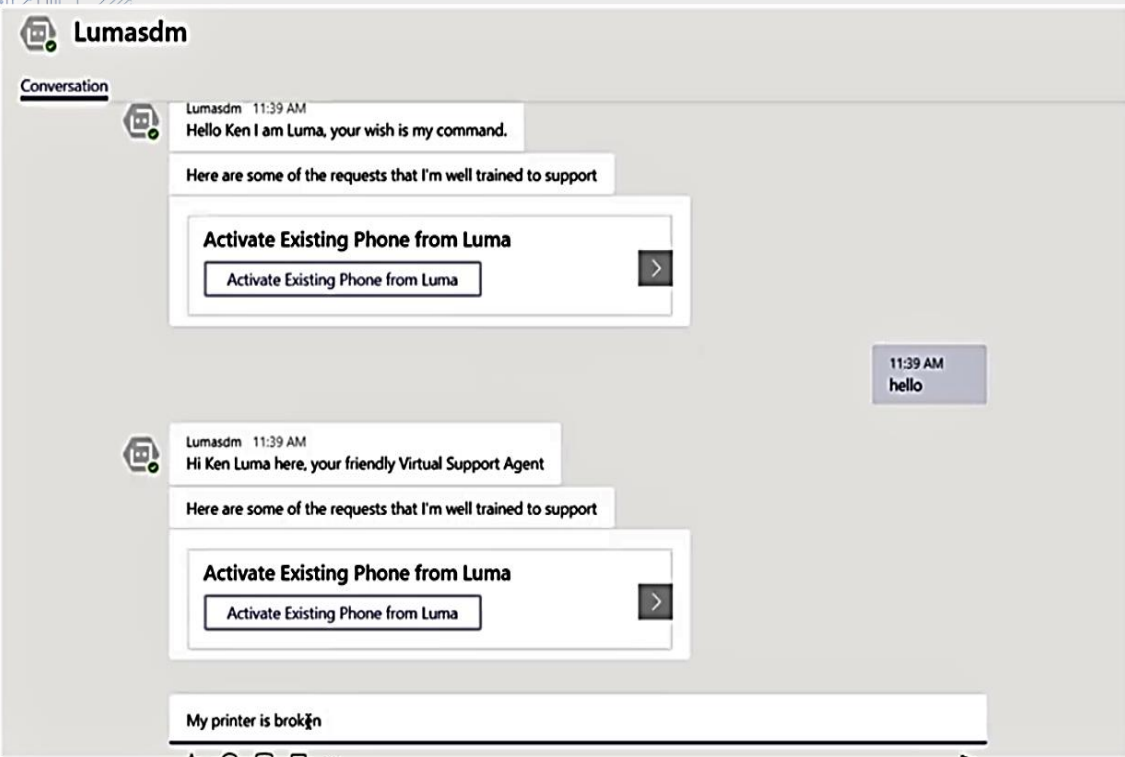 Lumasdm
Conversation
Lumasdm 11:39 AM
Hello Ken I am Luma, your wish is my command.
Here are some of the requests that I'm well trained to support
Activate Existing Phone from Luma
Activate Existing Phone from Luma
11:39 AM
hello
Lumasdm 11:39 AM
Hi Ken Luma here, your friendly Virtual Support Agent
Here are some of the requests that I'm well trained to support
Activate Existing Phone from Luma
Activate Existing Phone from Luma
My printer is broken